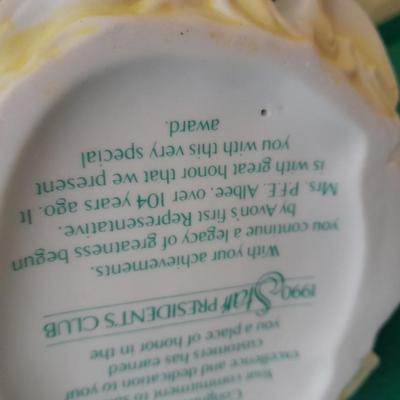 Your commitment to
excellence and dedication to your
customers has earned
you a place of honor in the
1990 Star PRESIDENT'S CLUB
With your achievements,
you continue a legacy of greatness begun
by Avon's first Representative,
Mrs. P.F.E. Albee, over 104 years ago. It
is with great honor that we present
you with this very special
award.